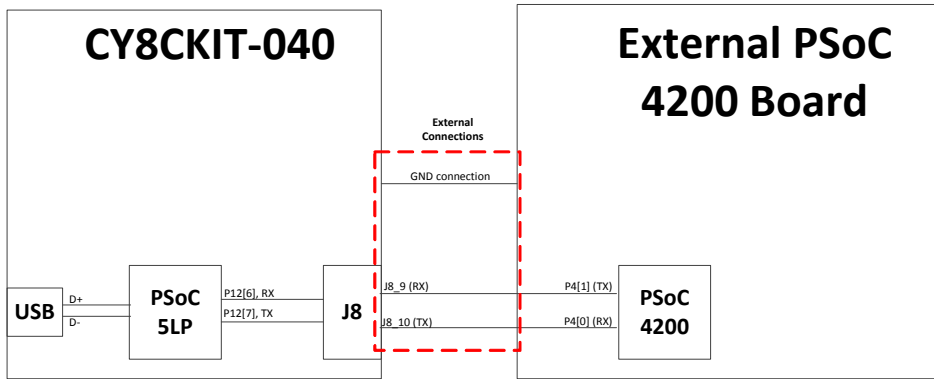 CY8CKIT-040
External PSoC
4200 Board
External
Connections
GND connection
USB
D+
D-
PSoC
5LP
P12[6], RX
P12[7], TX
J8
J8_9 (RX)
J8_10 (TX)
P4[1] (TX)
P4[0] (RX)
PSoC
4200